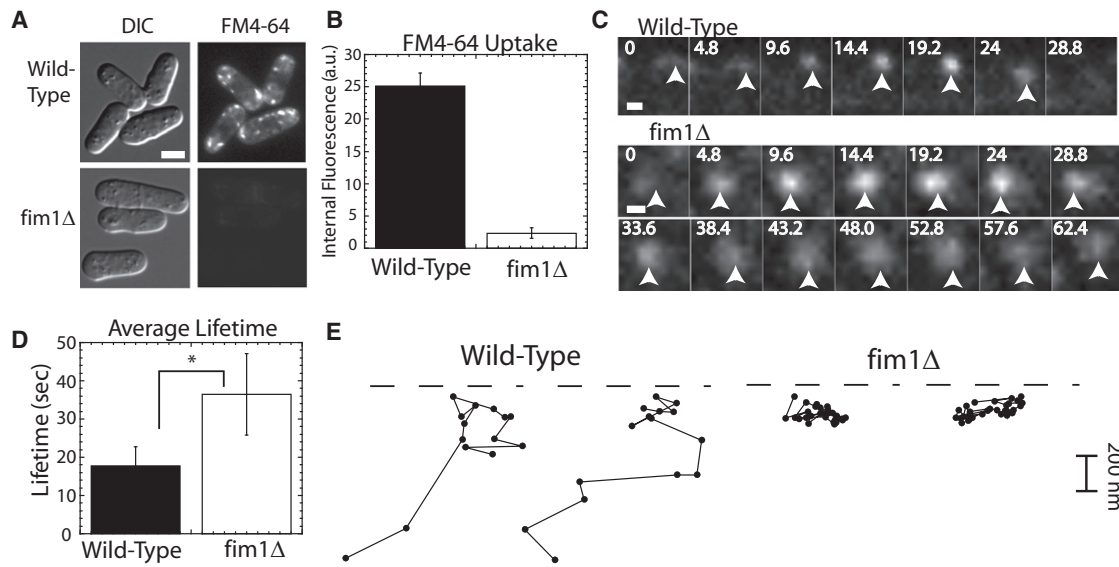 A
DIC
FM4-64
Wild-
Type
fim1Δ
B
FM4-64 Uptake
Internal Fluorescence (a.u.)
30
25
20
15
10
5
0
Wild-Type
fim1Δ
C
Wild-Type
0 4.8 9.6 14.4 19.2 24 28.8
fim1Δ
0 4.8 9.6 14.4 19.2 24 28.8
33.6 38.4 43.2 48.0 52.8 57.6 62.4
D
Average Lifetime
Lifetime (sec)
50
40
30
20
10
0
*
Wild-Type
fim1Δ
E
Wild-Type
fim1Δ
200 nm